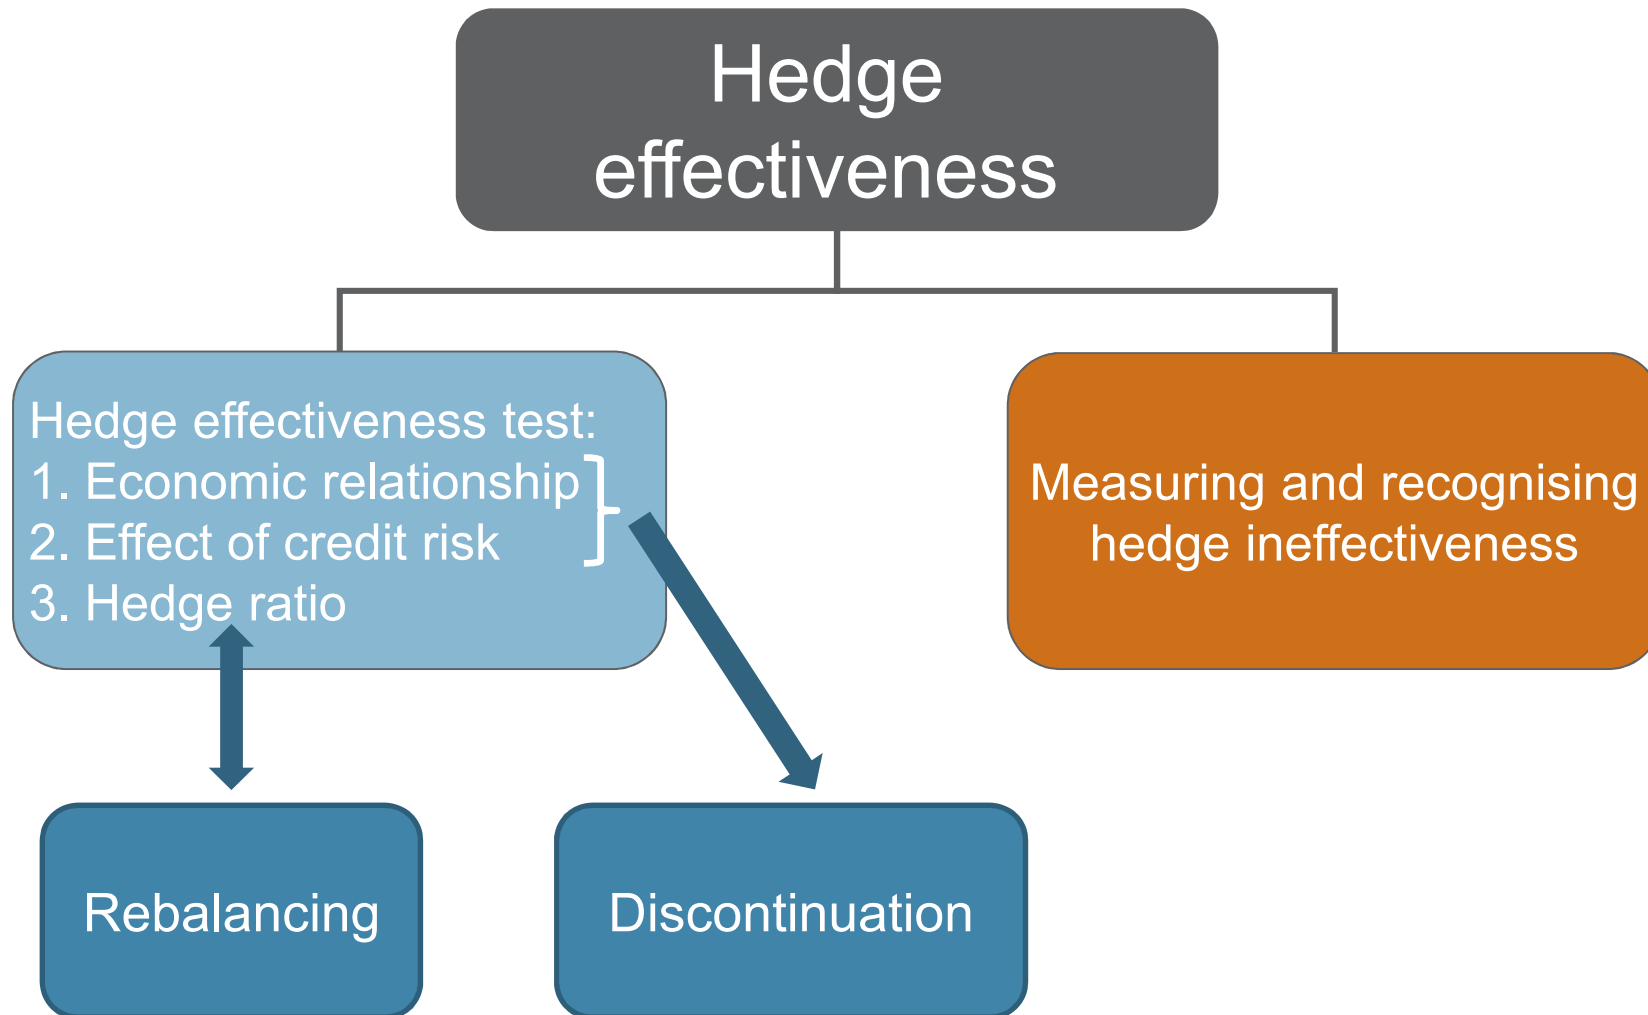 Hedge
effectiveness
Hedge effectiveness test:
1. Economic relationship
2. Effect of credit risk
3. Hedge ratio
Measuring and recognising
hedge ineffectiveness
Rebalancing
Discontinuation